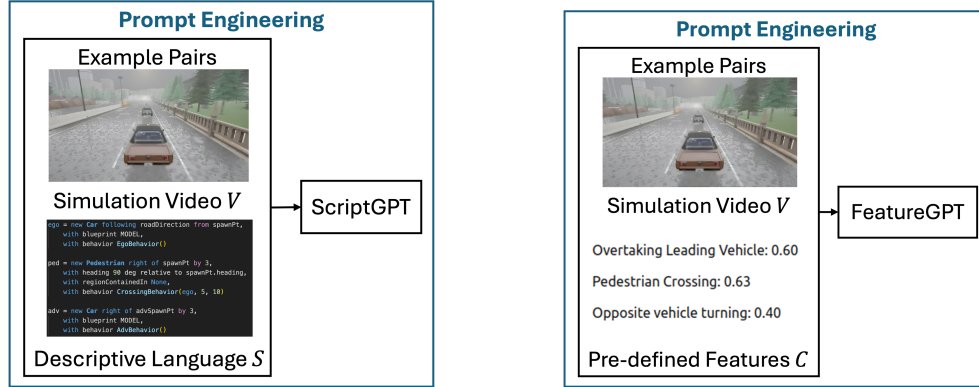 Prompt Engineering
Example Pairs
Simulation Video V
ego = new Car following roadDirection from spawnPt,
with blueprint MODEL,
with behavior EgoBehavior()
ped = new Pedestrian right of spawnPt by 3,
with heading 90 deg relative to spawnPt.heading,
with regionContainedIn None,
with behavior CrossingBehavior(ego, 5, 10)
adv = new Car right of advSpawnPt by 3,
with blueprint MODEL,
with behavior AdvBehavior()
Descriptive Language S
ScriptGPT
Prompt Engineering
Example Pairs
Simulation Video V
Overtaking Leading Vehicle: 0.60
Pedestrian Crossing: 0.63
Opposite vehicle turning: 0.40
Pre-defined Features C
FeatureGPT